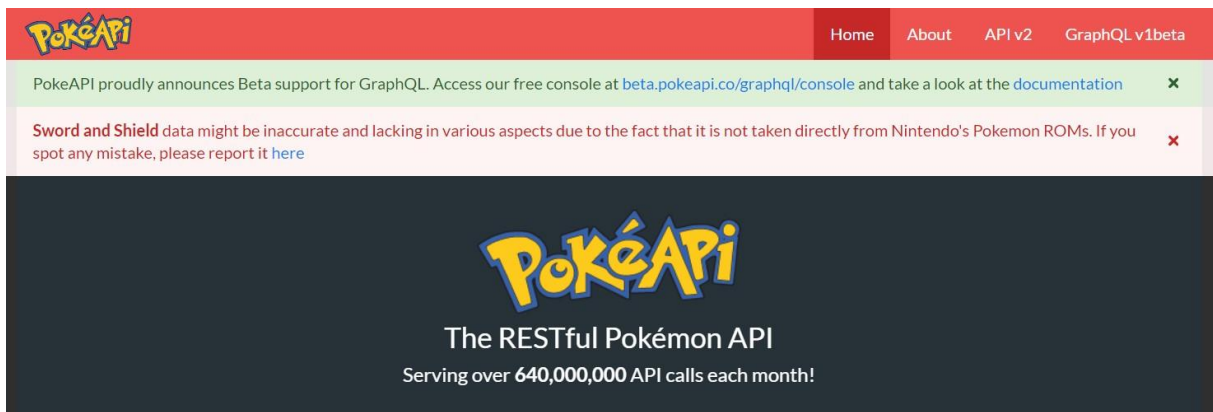 PokéAPi
Home About API v2 GraphQL v1beta
PokeAPI proudly announces Beta support for GraphQL. Access our free console at beta.pokeapi.co/graphql/console and take a look at the documentation ×
Sword and Shield data might be inaccurate and lacking in various aspects due to the fact that it is not taken directly from Nintendo's Pokemon ROMs. If you
spot any mistake, please report it here ×
PokéAPi
The RESTful Pokémon API
Serving over 640,000,000 API calls each month!